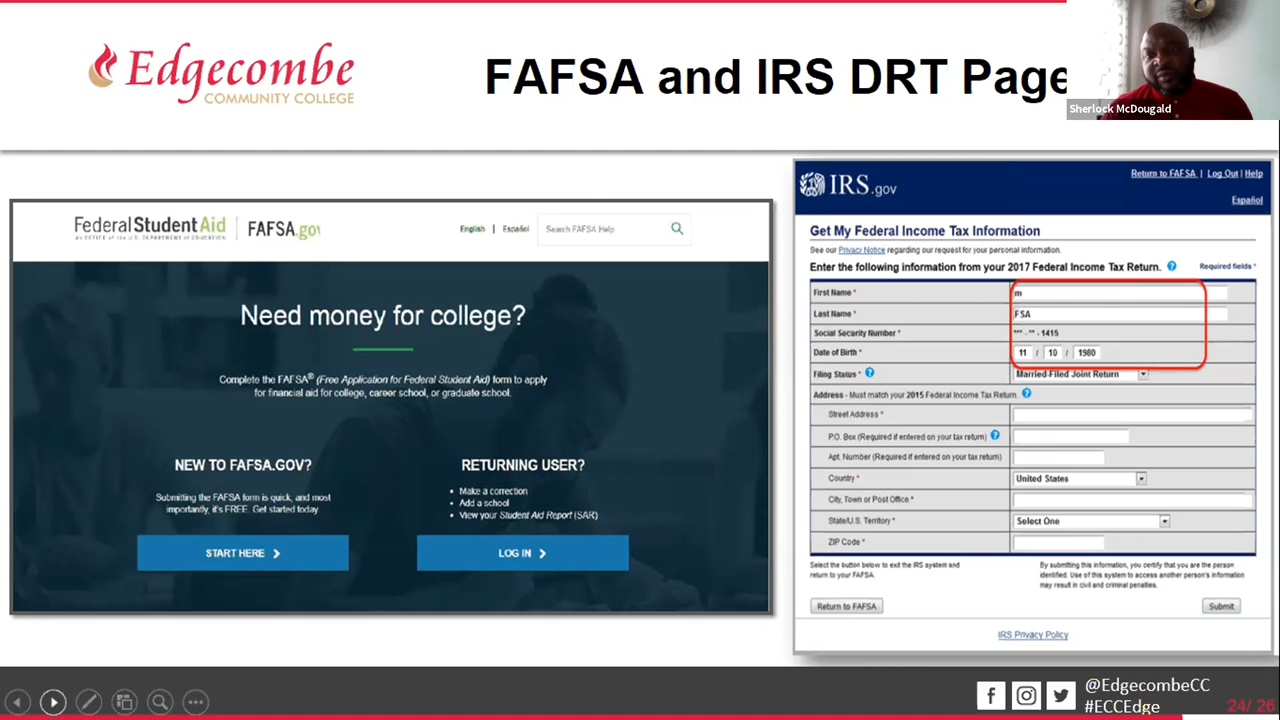 Edgecombe
COMMUNITY COLLEGE
FAFSA and IRS DRT Page
Sherlock McDougald
Federal Student Aid
AN OFFICE of the U.S. DEPARTMENT of EDUCATION
FAFSA.gov
English | Español
Search FAFSA Help
Need money for college?
Complete the FAFSA® (Free Application for Federal Student Aid) form to apply
for financial aid for college, career school, or graduate school.
NEW TO FAFSA.GOV?
Submitting the FAFSA form is quick, and most
importantly, it's FREE. Get started today.
START HERE
RETURNING USER?
• Make a correction
• Add a school
• View your Student Aid Report (SAR)
LOG IN
IRS.gov
Return to FAFSA | Log Out | Help
Español
Get My Federal Income Tax Information
See our Privacy Notice regarding our request for your personal information.
Enter the following information from your 2017 Federal Income Tax Return. ?
Required fields *
First Name * m
Last Name * FSA
Social Security Number * *** - ** - 1415
Date of Birth * 11 / 10 / 1980
Filing Status * ? Married-Filed Joint Return
Address - Must match your 2015 Federal Income Tax Return. ?
Street Address *
P.O. Box (Required if entered on your tax return) ?
Apt. Number (Required if entered on your tax return)
Country * United States
City, Town or Post Office *
State/U.S. Territory * Select One
ZIP Code *
Select the button below to exit the IRS system and
return to your FAFSA.
By submitting this information, you certify that you are the person
identified. Use of this system to access another person's information
may result in civil and criminal penalties.
Return to FAFSA
Submit
IRS Privacy Policy
@EdgecombeCC
#ECCEdge
24/ 26